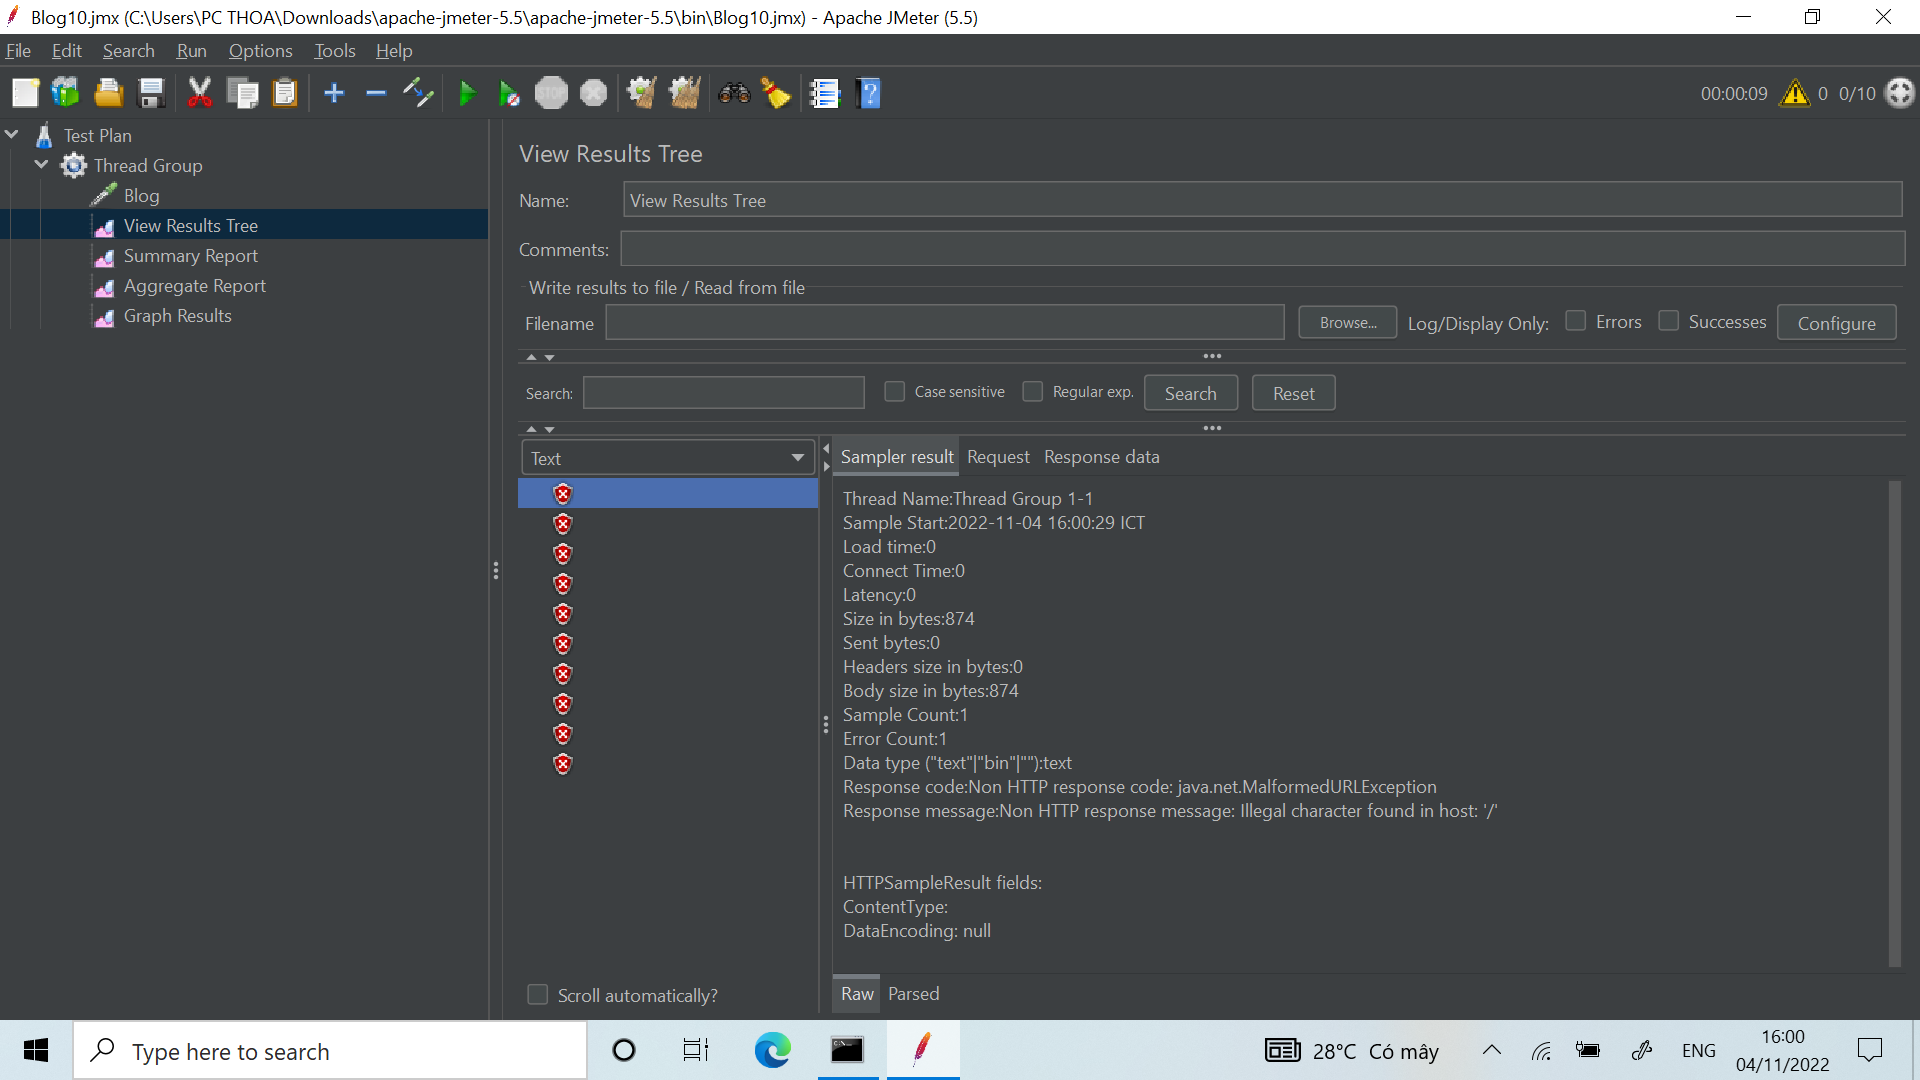 Blog10.jmx (C:\Users\PC THOA\Downloads\apache-jmeter-5.5\apache-jmeter-5.5\bin\Blog10.jmx) - Apache JMeter (5.5)
File Edit Search Run Options Tools Help
STOP
00:00:09 0 0/10
Test Plan
Thread Group
Blog
View Results Tree
Summary Report
Aggregate Report
Graph Results
View Results Tree
Name: View Results Tree
Comments:
Write results to file / Read from file
Filename Browse... Log/Display Only: Errors Successes Configure
Search: Case sensitive Regular exp. Search Reset
Text
Sampler result Request Response data
Thread Name:Thread Group 1-1
Sample Start:2022-11-04 16:00:29 ICT
Load time:0
Connect Time:0
Latency:0
Size in bytes:874
Sent bytes:0
Headers size in bytes:0
Body size in bytes:874
Sample Count:1
Error Count:1
Data type ("text"|"bin"|""):text
Response code:Non HTTP response code: java.net.MalformedURLException
Response message:Non HTTP response message: Illegal character found in host: '/'
HTTPSampleResult fields:
ContentType:
DataEncoding: null
Scroll automatically?
Raw Parsed
Type here to search
28°C Có mây
ENG
16:00
04/11/2022